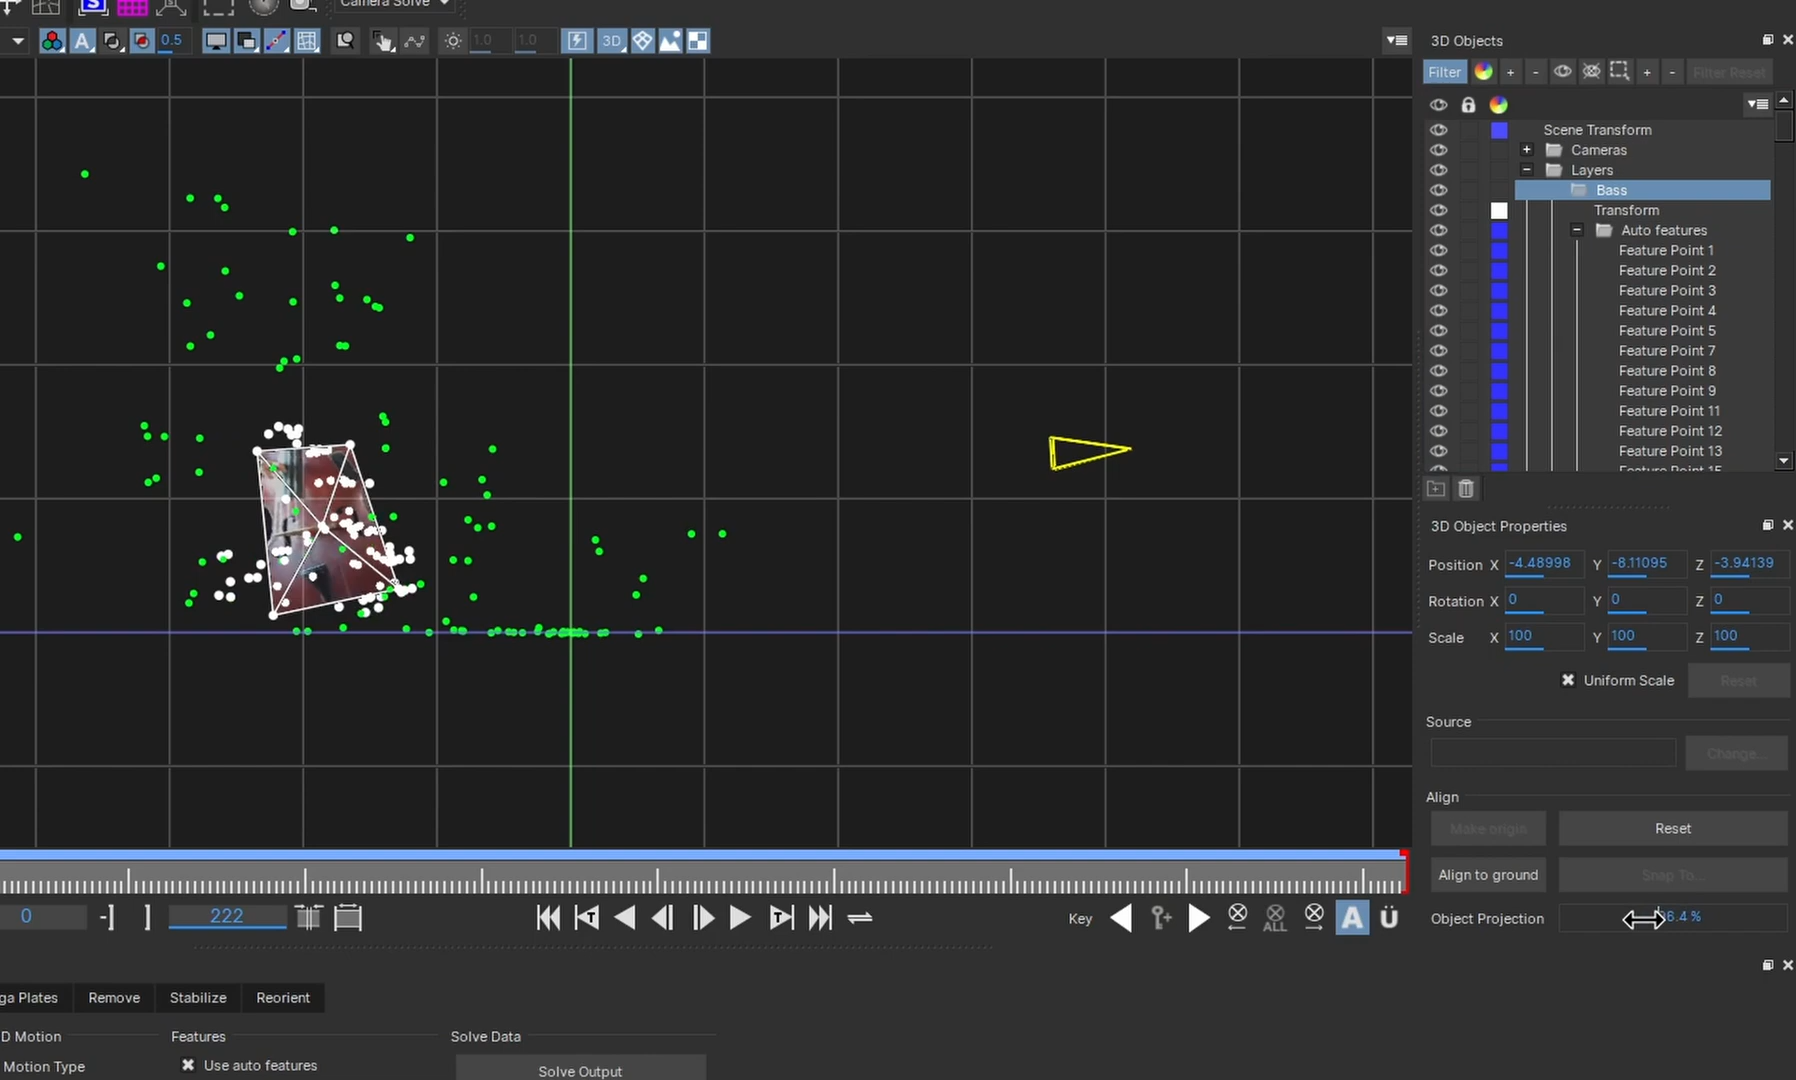 Camera Solve
S
A
0.5
1.0
1.0
3D
3D Objects
Filter
+
-
+
-
Filter Reset
Scene Transform
Cameras
Layers
Bass
Transform
Auto features
Feature Point 1
Feature Point 2
Feature Point 3
Feature Point 4
Feature Point 5
Feature Point 7
Feature Point 8
Feature Point 9
Feature Point 11
Feature Point 12
Feature Point 13
Feature Point 15
3D Object Properties
Position X -4.48998 Y -8.11095 Z -3.94139
Rotation X 0 Y 0 Z 0
Scale X 100 Y 100 Z 100
Uniform Scale
Reset
Source
Change...
Align
Make origin
Reset
Align to ground
Snap To...
Object Projection
6.4 %
0
222
Key
ALL
A
Ü
ga Plates
Remove
Stabilize
Reorient
D Motion
Features
Solve Data
Motion Type
Use auto features
Solve Output